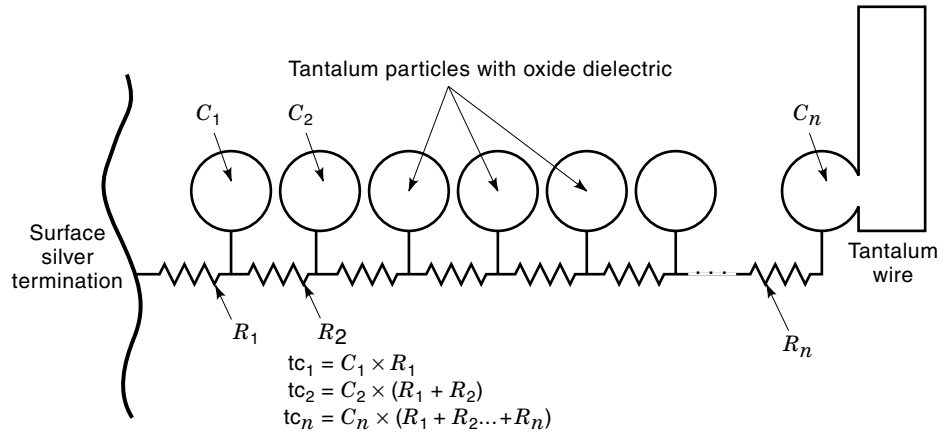 Tantalum particles with oxide dielectric
C1
C2
Cn
Surface
silver
termination
Tantalum
wire
. . .
R1
R2
Rn
tc1 = C1 × R1
tc2 = C2 × (R1 + R2)
tcn = Cn × (R1 + R2...+Rn)